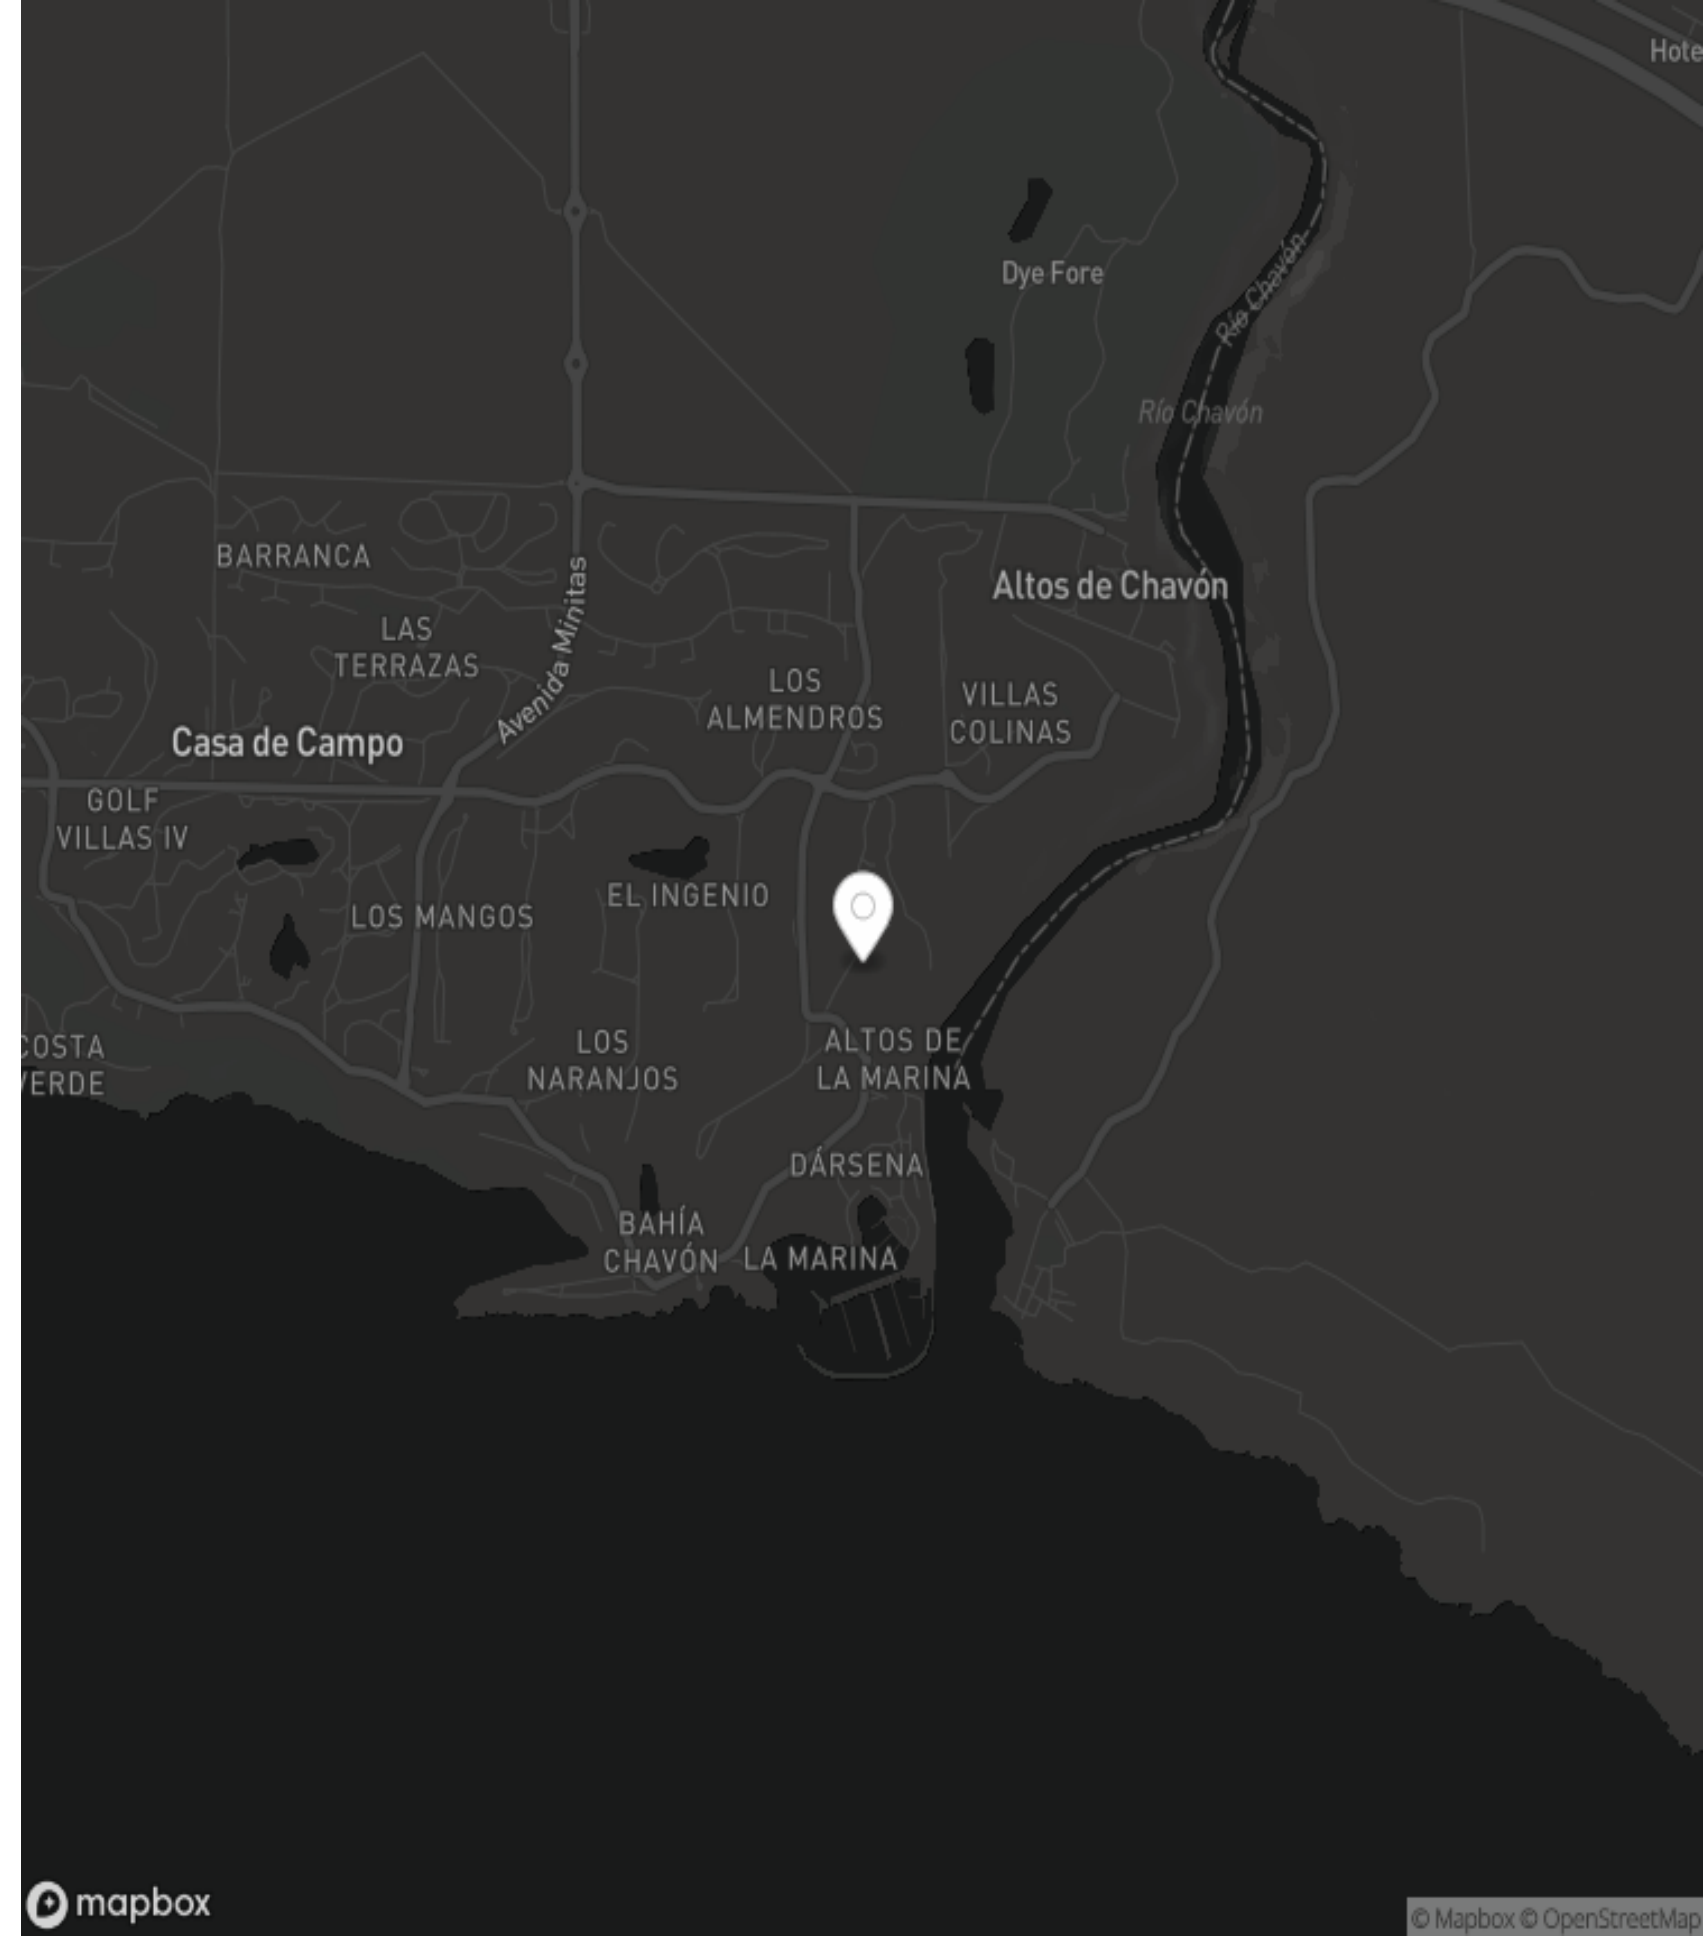 Hote
Dye Fore
Río Chavón
Río Chavón
BARRANCA
Avenida Minitas
Altos de Chavón
LAS
TERRAZAS
LOS
ALMENDROS
VILLAS
COLINAS
Casa de Campo
GOLF
VILLAS IV
EL INGENIO
LOS MANGOS
COSTA
VERDE
LOS
NARANJOS
ALTOS DE
LA MARINA
DÁRSENA
BAHÍA
CHAVÓN
LA MARINA
mapbox
© Mapbox © OpenStreetMap